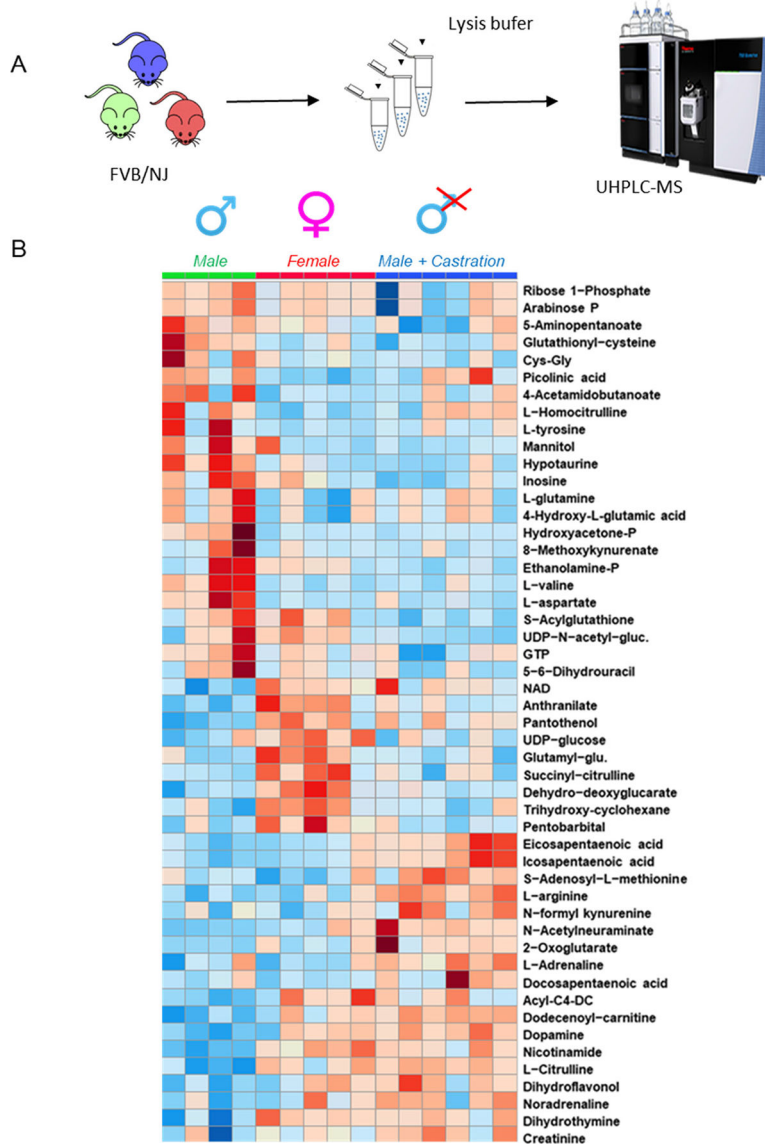 Lysis bufer
A
FVB/NJ
UHPLC-MS
B
Male
Female
Male + Castration
Ribose 1-Phosphate
Arabinose P
5-Aminopentanoate
Glutathionyl-cysteine
Cys-Gly
Picolinic acid
4-Acetamidobutanoate
L-Homocitrulline
L-tyrosine
Mannitol
Hypotaurine
Inosine
L-glutamine
4-Hydroxy-L-glutamic acid
Hydroxyacetone-P
8-Methoxykynurenate
Ethanolamine-P
L-valine
L-aspartate
S-Acylglutathione
UDP-N-acetyl-gluc.
GTP
5-6-Dihydrouracil
NAD
Anthranilate
Pantothenol
UDP-glucose
Glutamyl-glu.
Succinyl-citrulline
Dehydro-deoxyglucarate
Trihydroxy-cyclohexane
Pentobarbital
Eicosapentaenoic acid
Icosapentaenoic acid
S-Adenosyl-L-methionine
L-arginine
N-formyl kynurenine
N-Acetylneuraminate
2-Oxoglutarate
L-Adrenaline
Docosapentaenoic acid
Acyl-C4-DC
Dodecenoyl-carnitine
Dopamine
Nicotinamide
L-Citrulline
Dihydroflavonol
Noradrenaline
Dihydrothymine
Creatinine